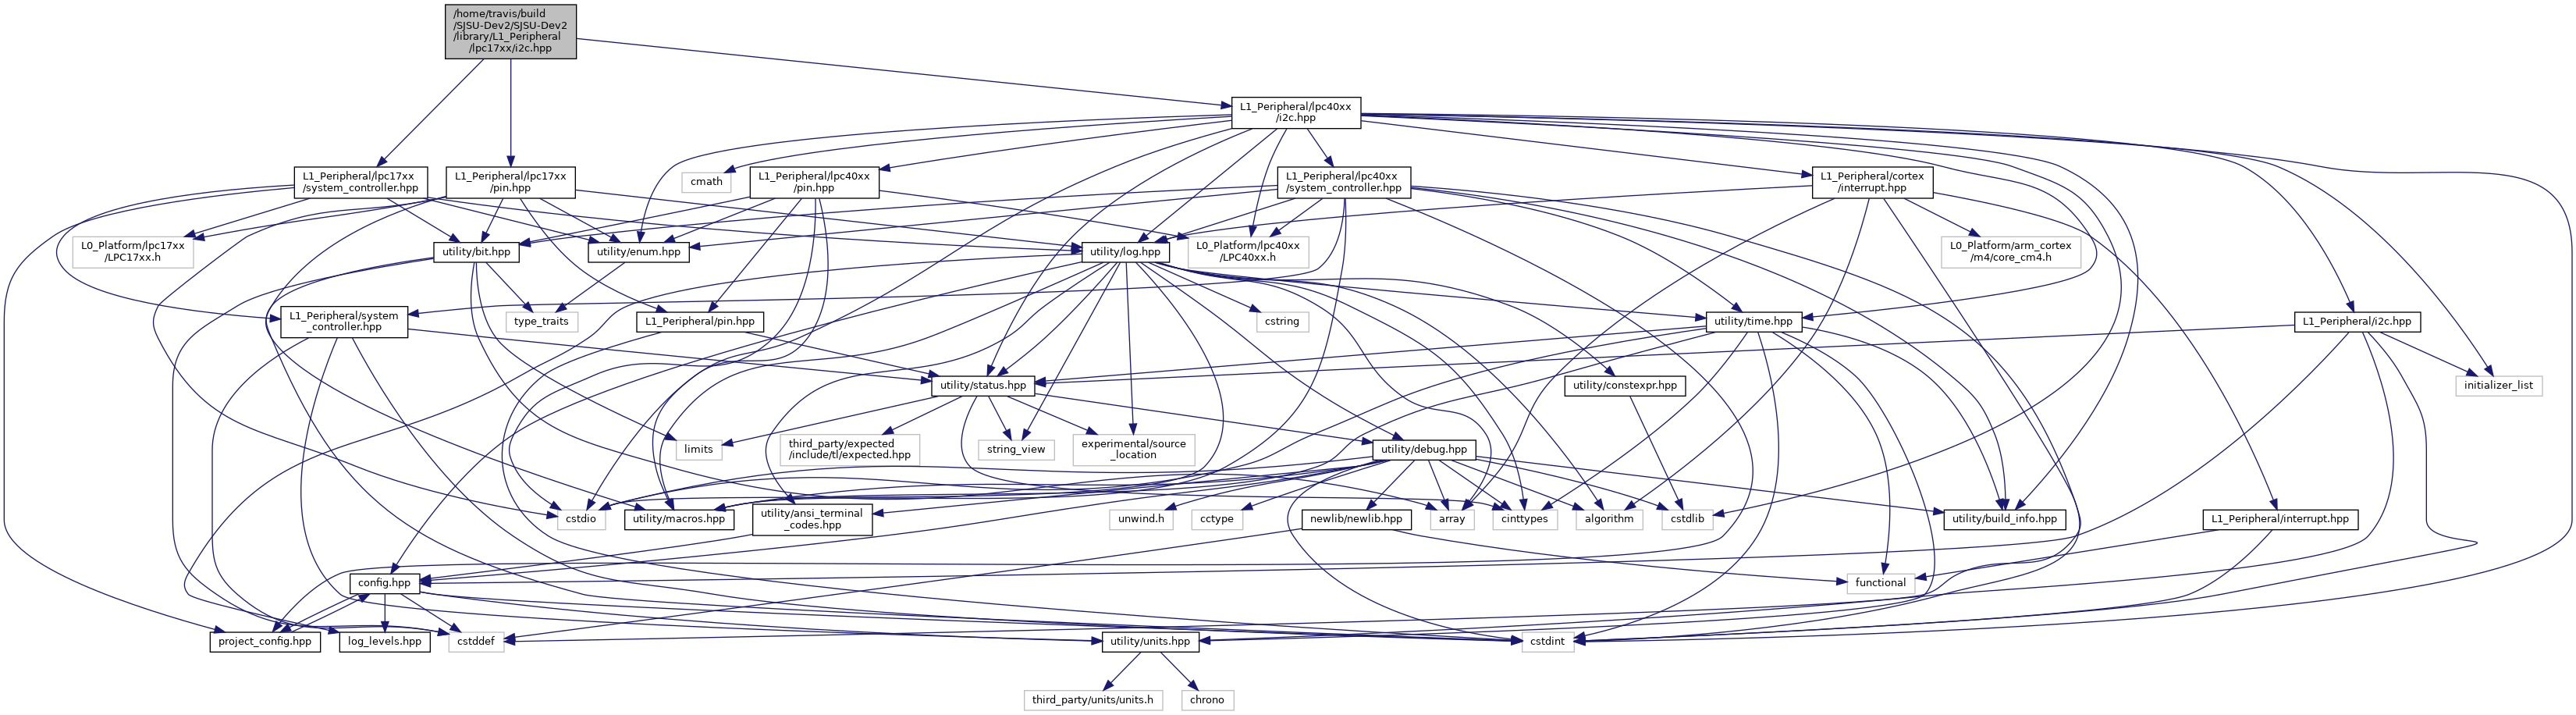 /home/travis/build
/SJSU-Dev2/SJSU-Dev2
/library/L1_Peripheral
/lpc17xx/i2c.hpp
L1_Peripheral/lpc40xx
/i2c.hpp
L1_Peripheral/lpc17xx
/system_controller.hpp
L1_Peripheral/lpc17xx
/pin.hpp
cmath
L1_Peripheral/lpc40xx
/pin.hpp
L1_Peripheral/lpc40xx
/system_controller.hpp
L1_Peripheral/cortex
/interrupt.hpp
L0_Platform/lpc17xx
/LPC17xx.h
utility/bit.hpp
utility/enum.hpp
utility/log.hpp
L0_Platform/lpc40xx
/LPC40xx.h
L0_Platform/arm_cortex
/m4/core_cm4.h
L1_Peripheral/system
_controller.hpp
type_traits
L1_Peripheral/pin.hpp
cstring
utility/time.hpp
L1_Peripheral/i2c.hpp
utility/status.hpp
utility/constexpr.hpp
initializer_list
limits
third_party/expected
/include/tl/expected.hpp
string_view
experimental/source
_location
utility/debug.hpp
cstdio
utility/macros.hpp
utility/ansi_terminal
_codes.hpp
unwind.h
cctype
newlib/newlib.hpp
array
cinttypes
algorithm
cstdlib
utility/build_info.hpp
L1_Peripheral/interrupt.hpp
config.hpp
functional
project_config.hpp
log_levels.hpp
cstddef
utility/units.hpp
cstdint
third_party/units/units.h
chrono